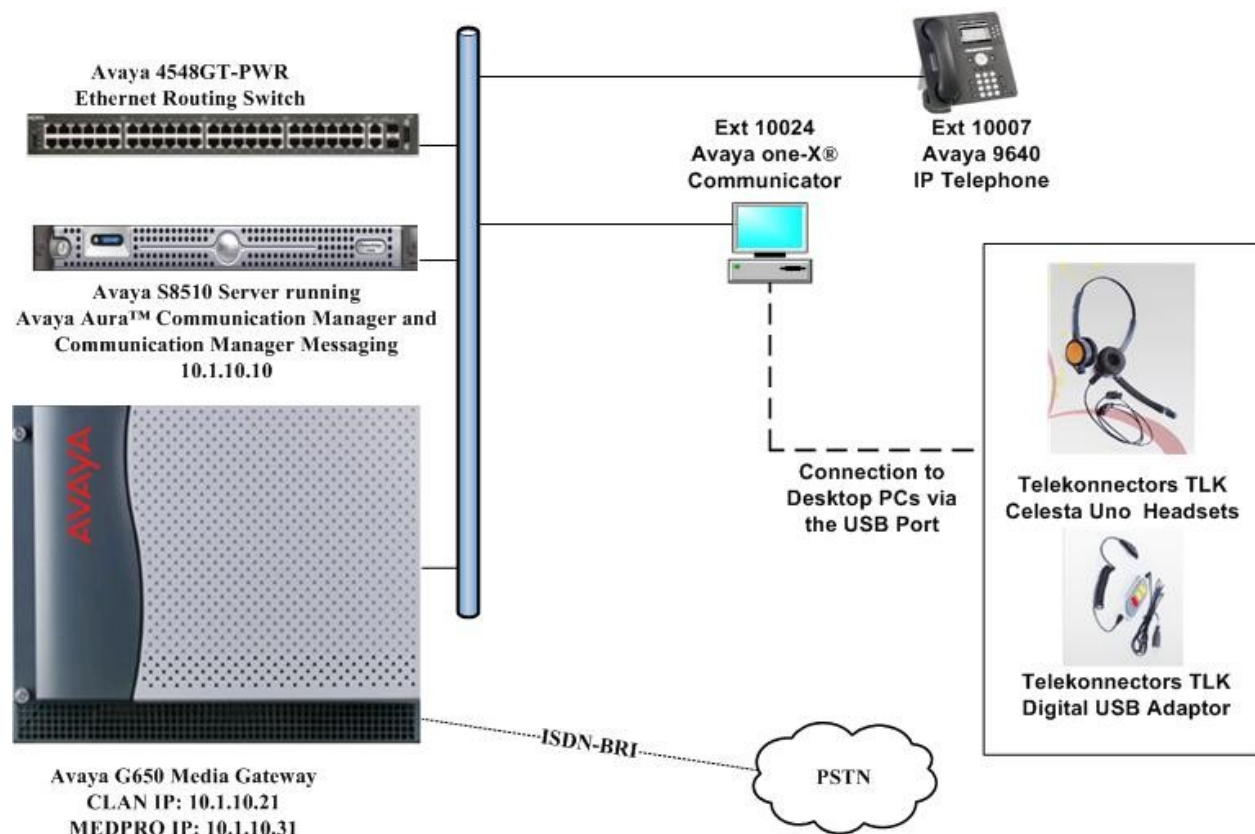 Avaya 4548GT-PWR
Ethernet Routing Switch
Avaya S8510 Server running
Avaya Aura™ Communication Manager and
Communication Manager Messaging
10.1.10.10
AVAYA
Avaya G650 Media Gateway
CLAN IP: 10.1.10.21
MEDPRO IP: 10.1.10.31
Ext 10024
Avaya one-X®
Communicator
Ext 10007
Avaya 9640
IP Telephone
Connection to
Desktop PCs via
the USB Port
Telekonnectors TLK
Celesta Uno Headsets
Telekonnectors TLK
Digital USB Adaptor
ISDN-BRI
PSTN